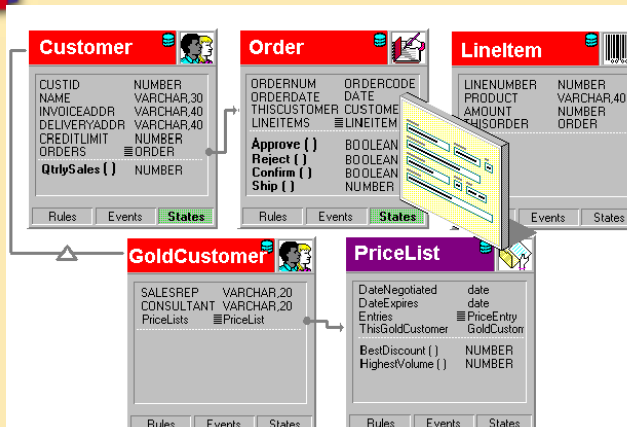 Customer
CUSTID NUMBER
NAME VARCHAR,30
INVOICEADDR VARCHAR,40
DELIVERYADDR VARCHAR,40
CREDITLIMIT NUMBER
ORDERS ORDER
QtrlySales ( ) NUMBER
Rules Events States
Order
ORDERNUM ORDERCODE
ORDERDATE DATE
THISCUSTOMER CUSTOME
LINEITEMS LINEITEM
Approve ( ) BOOLEAN
Reject ( ) BOOLEAN
Confirm ( ) BOOLEAN
Ship ( ) NUMBER
Rules Events States
LineItem
LINENUMBER NUMBER
PRODUCT VARCHAR,40
AMOUNT NUMBER
HISORDER ORDER
Events States
GoldCustomer
SALESREP VARCHAR,20
CONSULTANT VARCHAR,20
PriceLists PriceList
Rules Events States
PriceList
DateNegotiated date
DateExpires date
Entries PriceEntry
ThisGoldCustomer GoldCustom
BestDiscount ( ) NUMBER
HighestVolume ( ) NUMBER
Rules Events States